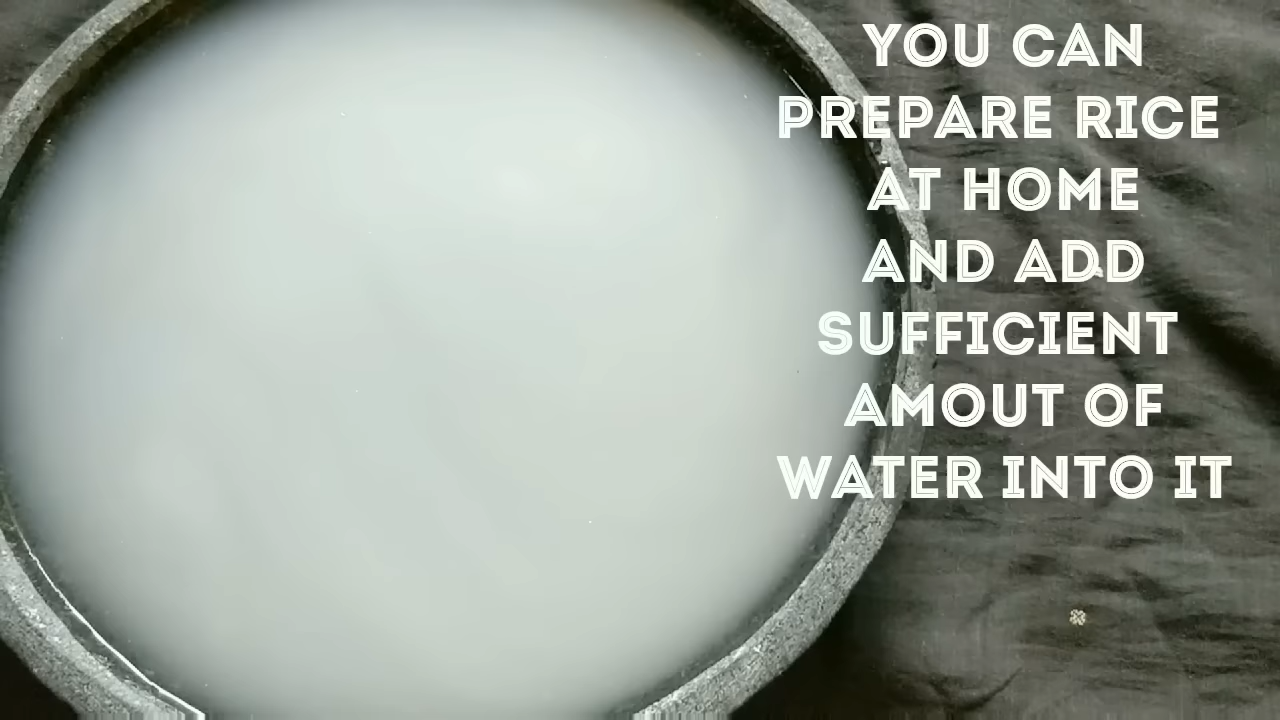 YOU CAN
PREPARE RICE
AT HOME
AND ADD
SUFFICIENT
AMOUT OF
WATER INTO IT